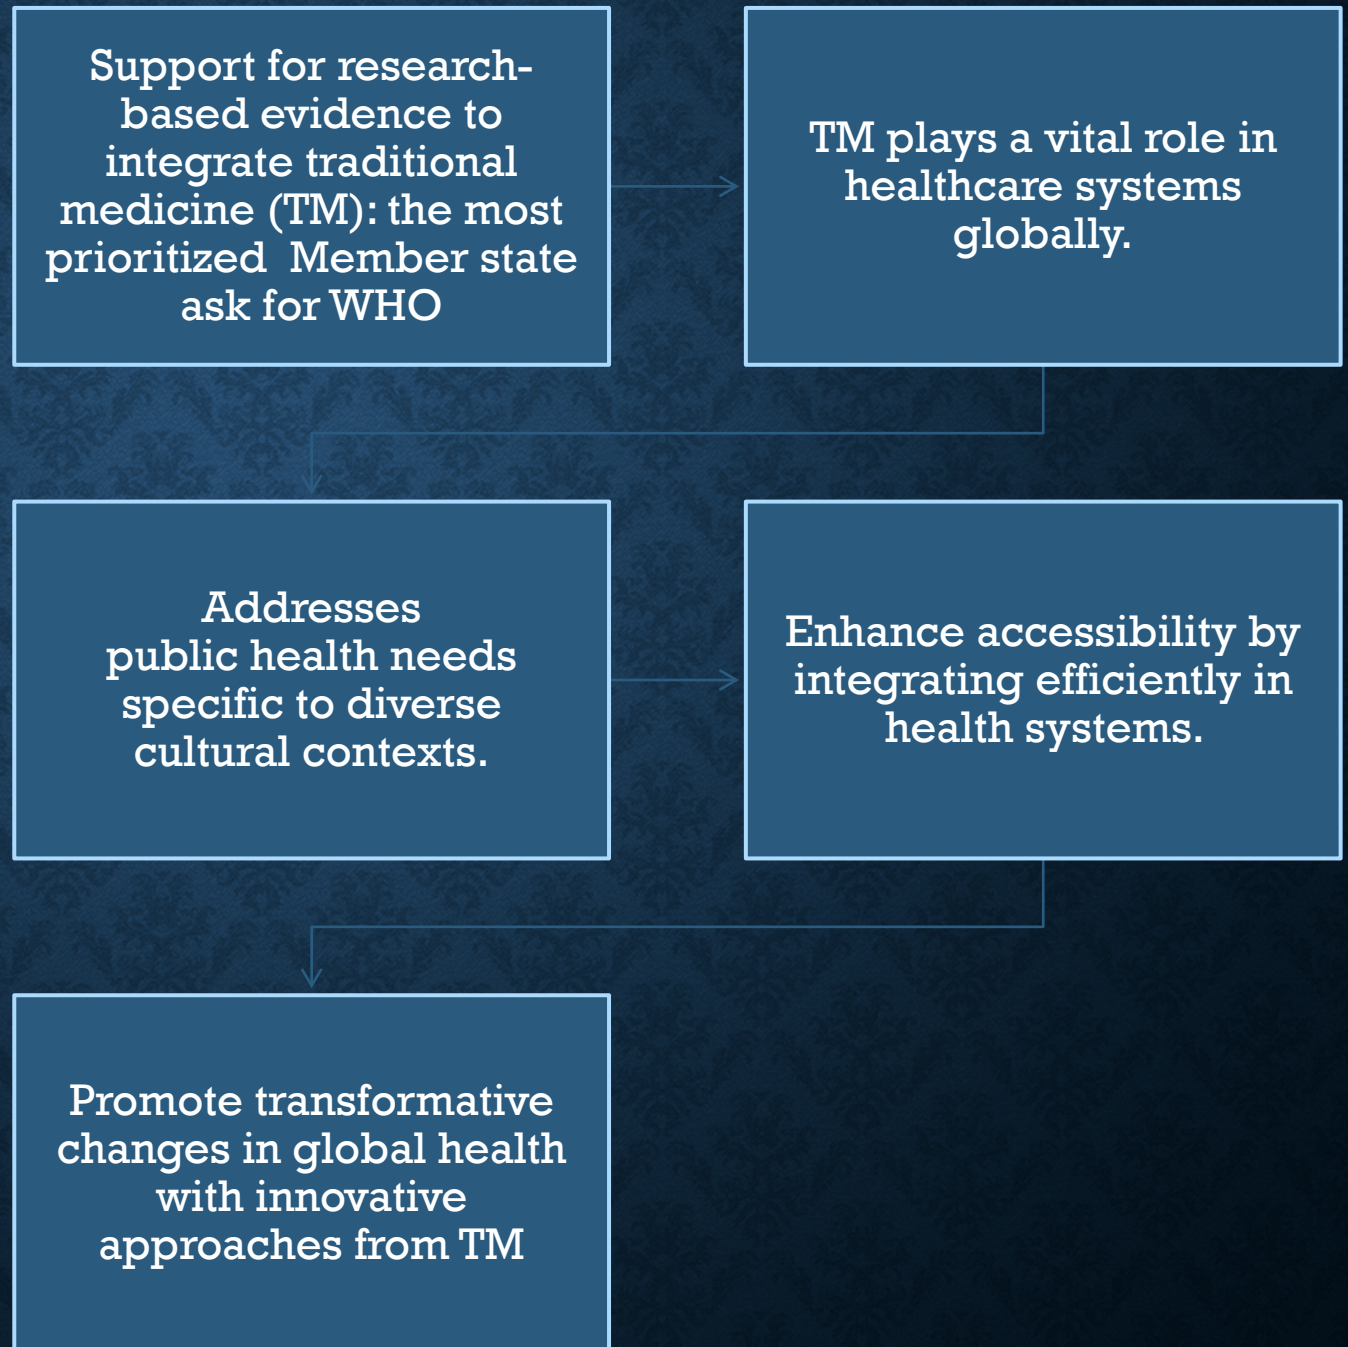 Support for research-
based evidence to
integrate traditional
medicine (TM): the most
prioritized  Member state
ask for WHO
TM plays a vital role in
healthcare systems
globally.
Addresses
public health needs
specific to diverse
cultural contexts.
Enhance accessibility by
integrating efficiently in
health systems.
Promote transformative
changes in global health
with innovative
approaches from TM